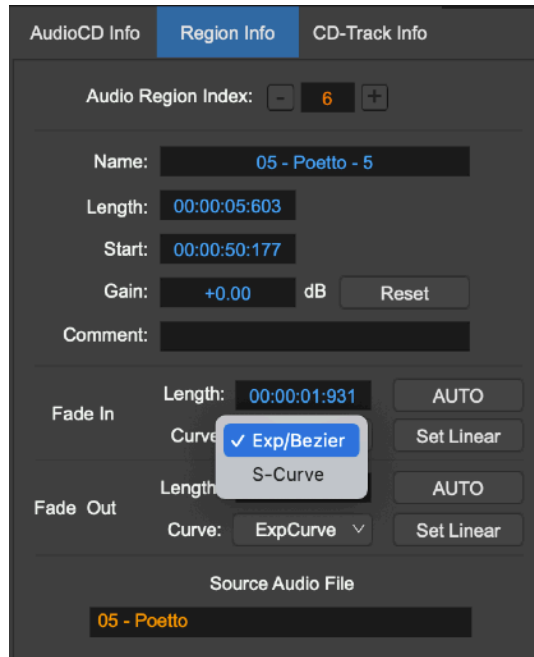 AudioCD Info Region Info CD-Track Info
Audio Region Index: - 6 +
Name: 05 - Poetto - 5
Length: 00:00:05:603
Start: 00:00:50:177
Gain: +0.00 dB Reset
Comment:
Fade In
Length: 00:00:01:931 AUTO
Curve ✓ Exp/Bezier Set Linear
S-Curve
Fade Out
Length AUTO
Curve: ExpCurve Set Linear
Source Audio File
05 - Poetto